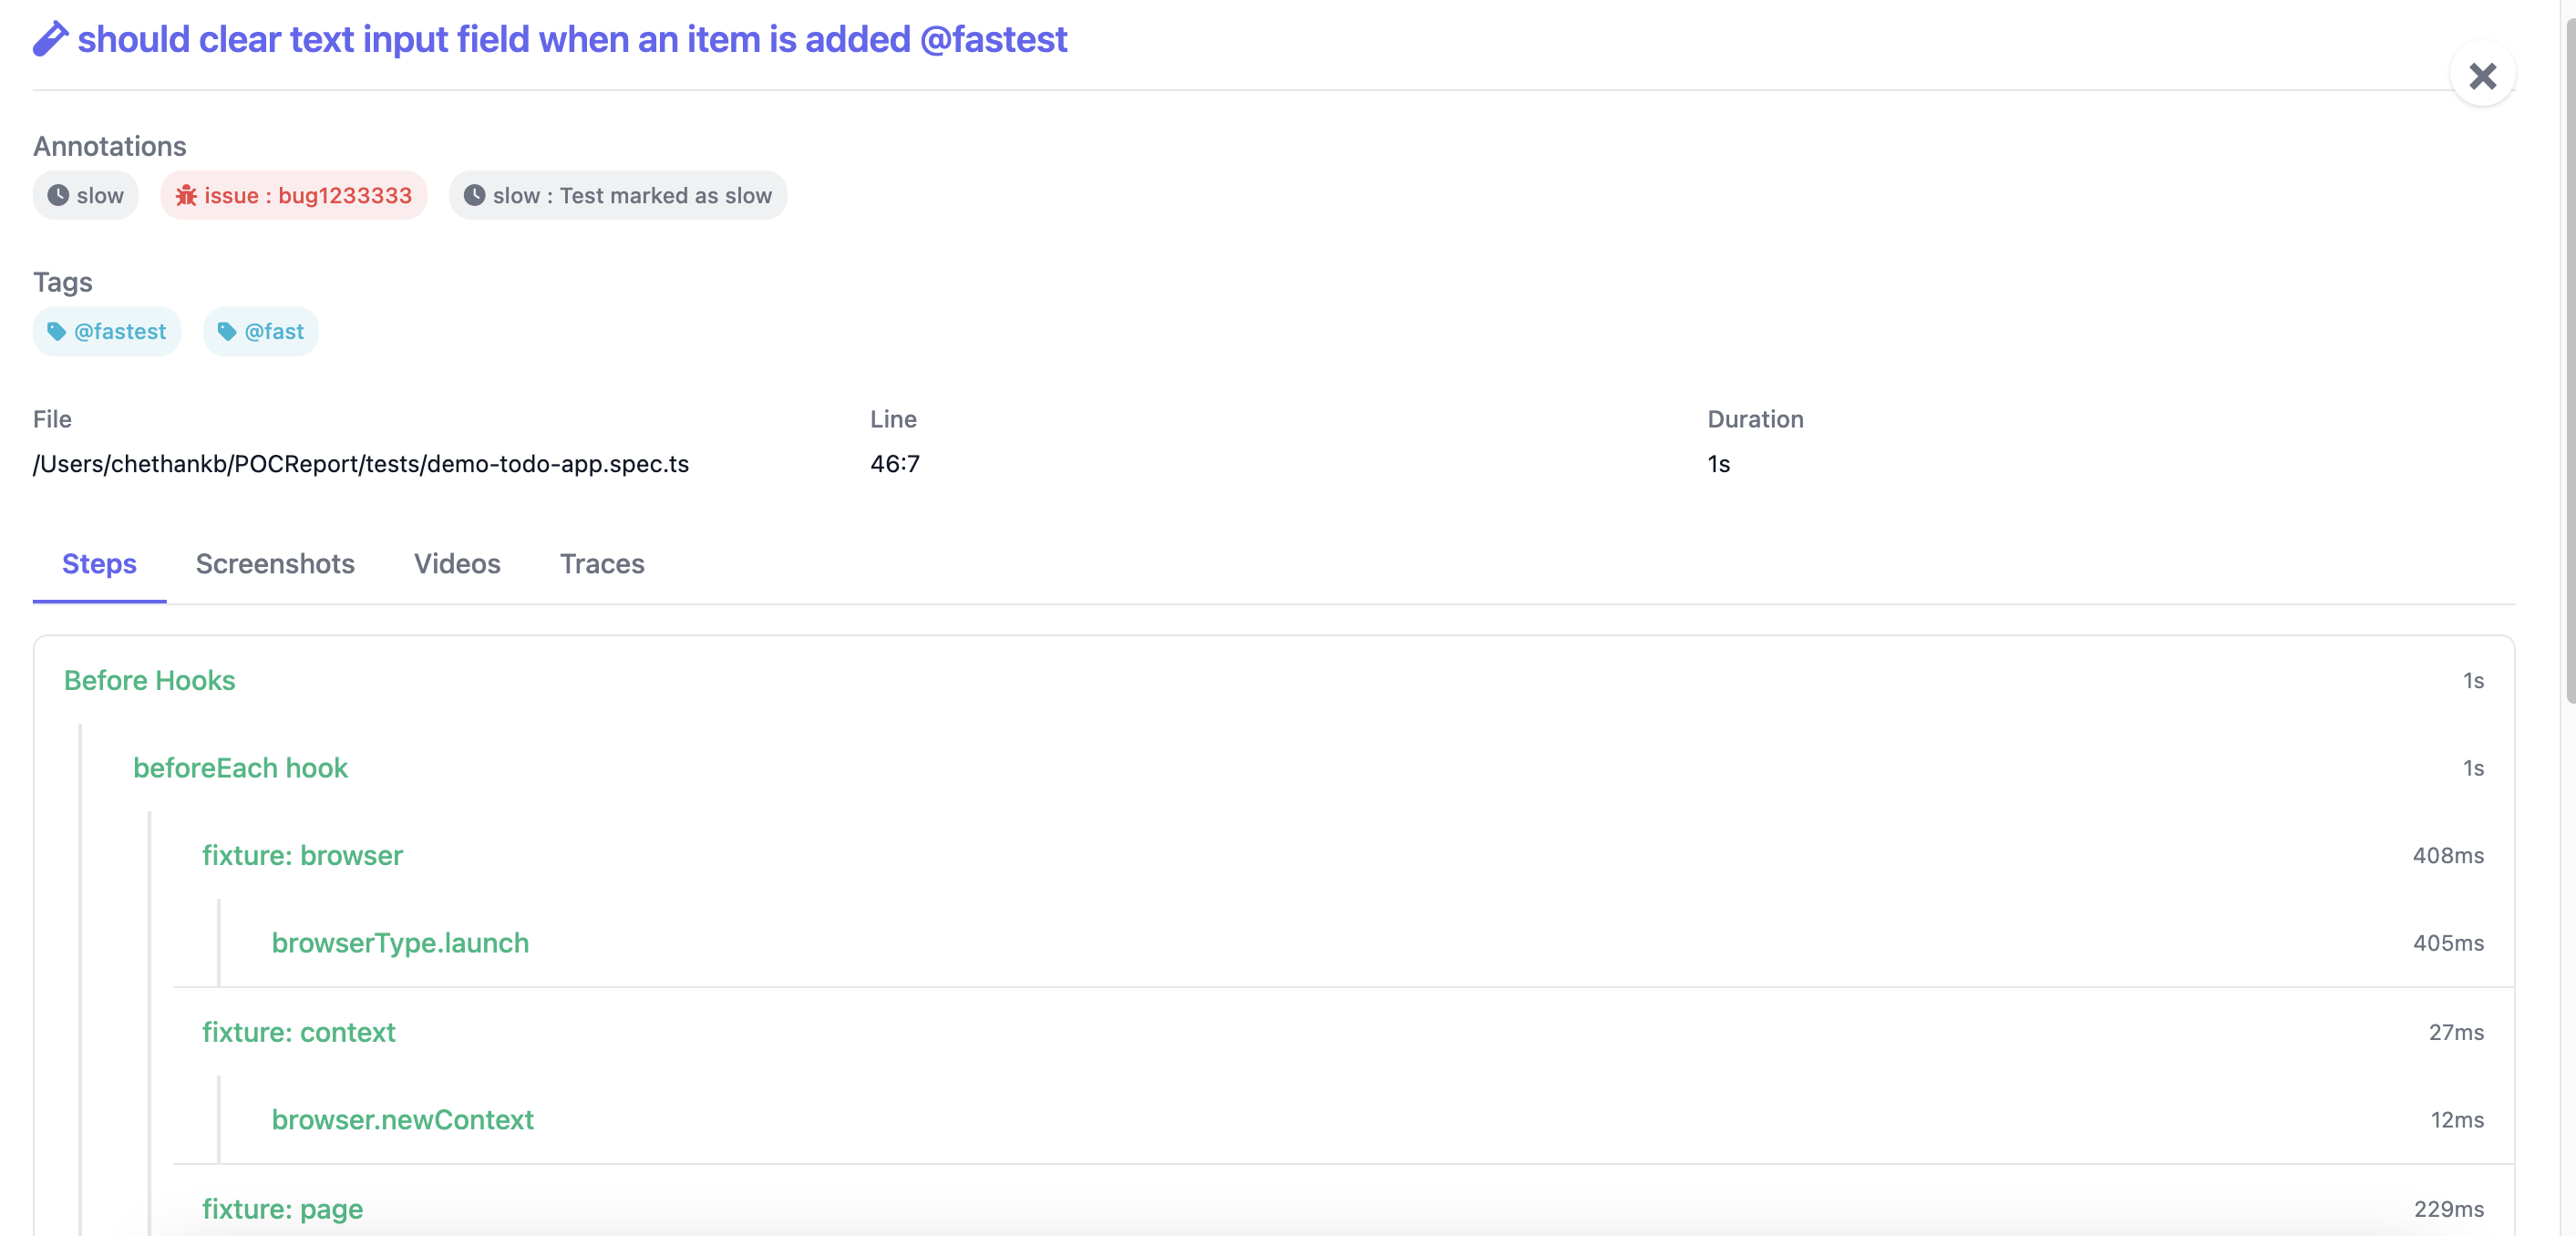 should clear text input field when an item is added @fastest
Annotations
slow issue : bug1233333 slow : Test marked as slow
Tags
@fastest @fast
File Line Duration
/Users/chethankb/POCReport/tests/demo-todo-app.spec.ts 46:7 1s
Steps Screenshots Videos Traces
Before Hooks 1s
beforeEach hook 1s
fixture: browser 408ms
browserType.launch 405ms
fixture: context 27ms
browser.newContext 12ms
fixture: page 229ms